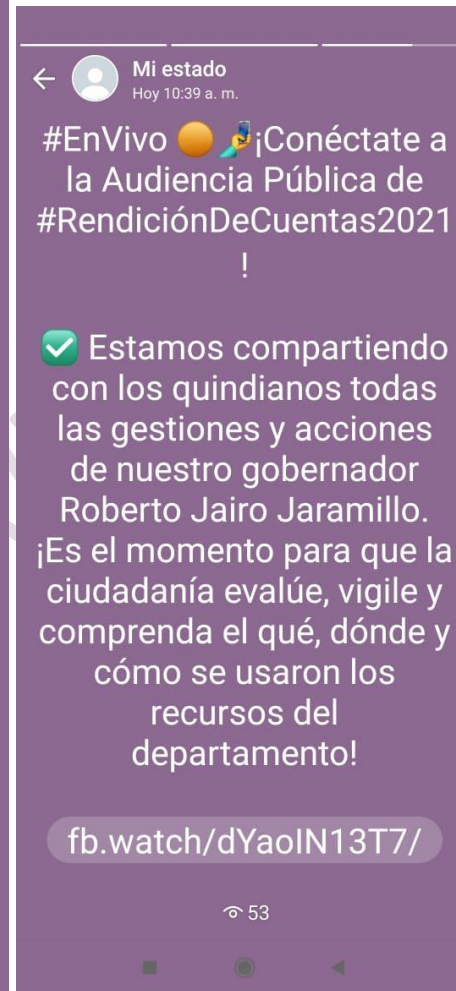 Mi estado
Hoy 10:39 a. m.
#EnVivo 🟠 🤳¡Conéctate a
la Audiencia Pública de
#RendiciónDeCuentas2021
!
✅ Estamos compartiendo
con los quindianos todas
las gestiones y acciones
de nuestro gobernador
Roberto Jairo Jaramillo.
¡Es el momento para que la
ciudadanía evalúe, vigile y
comprenda el qué, dónde y
cómo se usaron los
recursos del
departamento!
fb.watch/dYaoIN13T7/
53